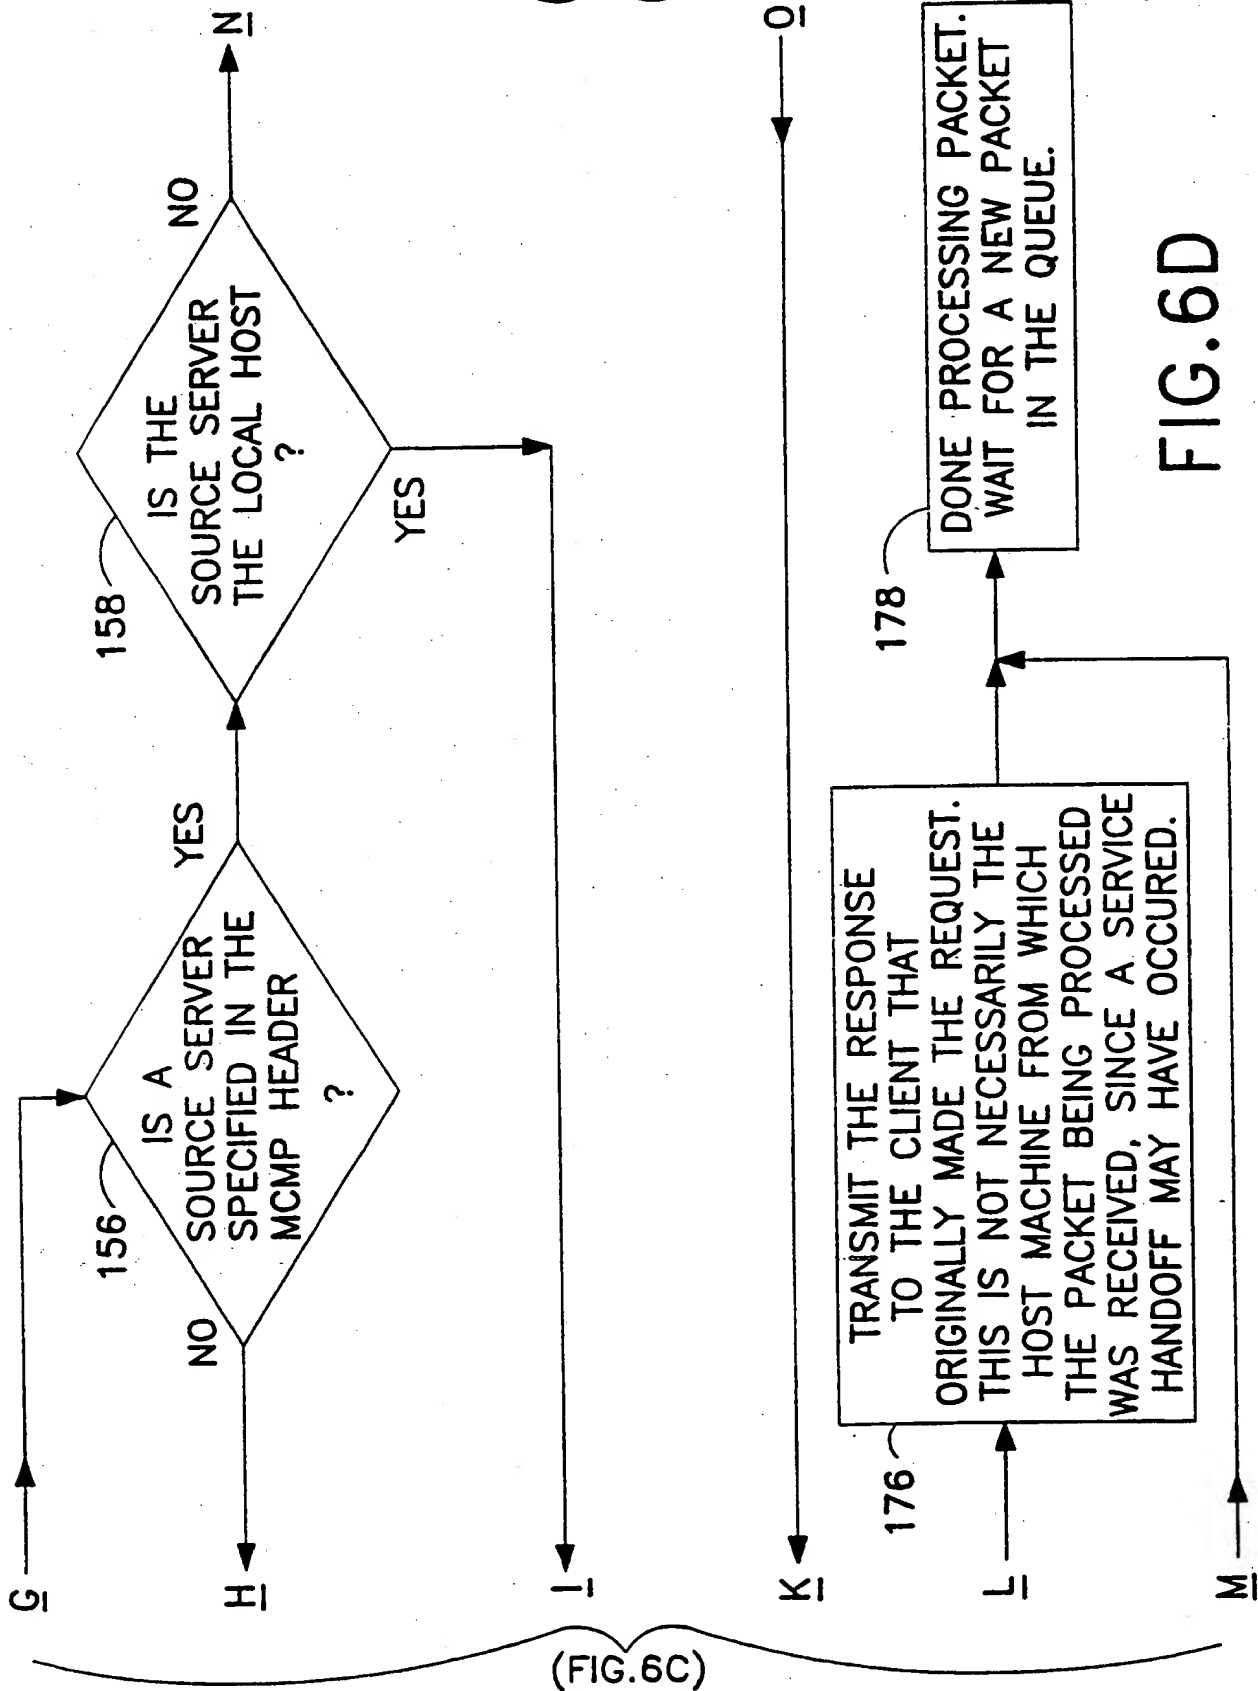 (FIG.6C)
G
H
I
K
L
M
156
IS A
SOURCE SERVER
SPECIFIED IN THE
MCMP HEADER
?
NO
YES
158
IS THE
SOURCE SERVER
THE LOCAL HOST
?
NO
YES
N
O
176
TRANSMIT THE RESPONSE
TO THE CLIENT THAT
ORIGINALLY MADE THE REQUEST.
THIS IS NOT NECESSARILY THE
HOST MACHINE FROM WHICH
THE PACKET BEING PROCESSED
WAS RECEIVED, SINCE A SERVICE
HANDOFF MAY HAVE OCCURED.
178
DONE PROCESSING PACKET.
WAIT FOR A NEW PACKET
IN THE QUEUE.
FIG.6D